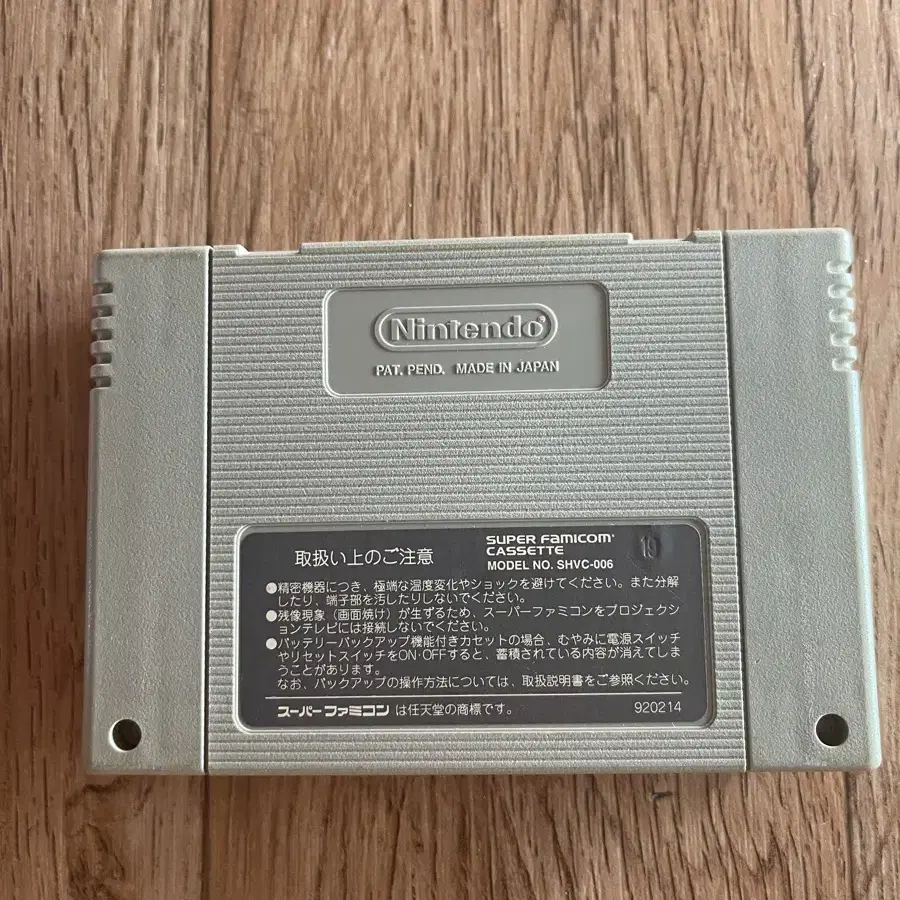 Nintendo
PAT. PEND. MADE IN JAPAN
取扱い上のご注意
SUPER FAMICOM
CASSETTE
MODEL NO. SHVC-006
19
●精密機器につき、極端な温度変化やショックを避けてください。また分解
したり、端子部を汚したりしないでください。
●残像現象(画面焼け)が生ずるため、スーパーファミコンをプロジェクシ
ョンテレビには接続しないでください。
●バッテリーバックアップ機能付きカセットの場合、むやみに電源スイッチ
やリセットスイッチをON・OFFすると、蓄積されている内容が消えてしま
うことがあります。
なお、バックアップの操作方法については、取扱説明書をご参照ください。
スーパーファミコンは任天堂の商標です。
920214